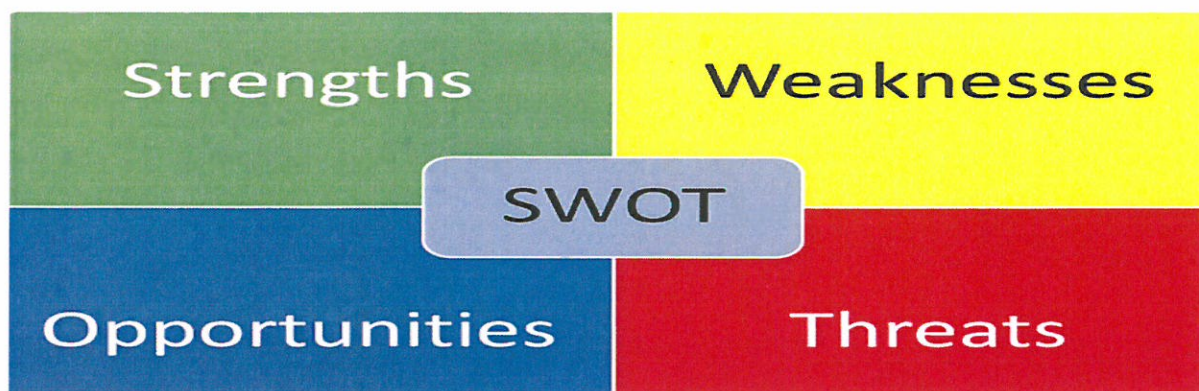 Strengths
Weaknesses
SWOT
Opportunities
Threats